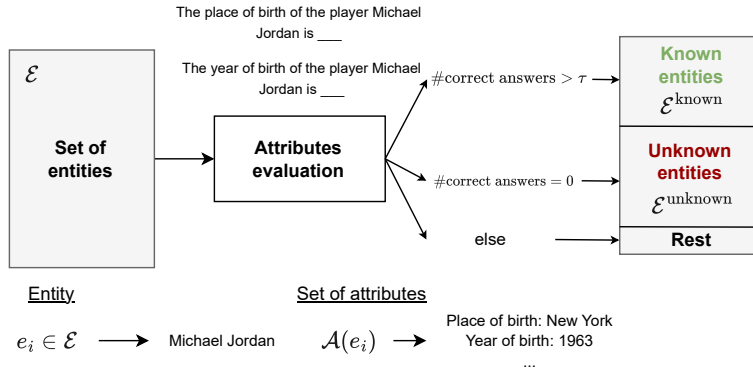 The place of birth of the player Michael
Jordan is ___
The year of birth of the player Michael
Jordan is ___
ℰ
Set of
entities
Attributes
evaluation
#correct answers > τ
#correct answers = 0
else
Known
entities
ℰ^known
Unknown
entities
ℰ^unknown
Rest
Entity
e_i ∈ ℰ
Michael Jordan
Set of attributes
𝒜(e_i)
Place of birth: New York
Year of birth: 1963
...